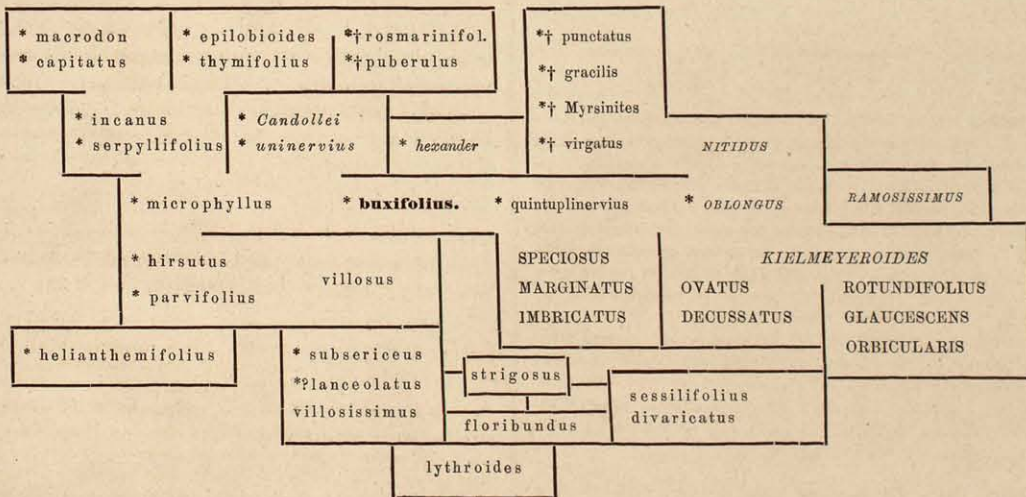 * macrodon
* capitatus
* epilobioides
* thymifolius
*† rosmarinifol.
*† puberulus
*† punctatus
*† gracilis
*† Myrsinites
*† virgatus
* incanus
* serpyllifolius
* Candollei
* uninervius
* hexander
NITIDUS
RAMOSISSIMUS
* microphyllus
* buxifolius.
* quintuplinervius
* OBLONGUS
* hirsutus
* parvifolius
villosus
SPECIOSUS
MARGINATUS
IMBRICATUS
KIELMEYEROIDES
OVATUS
DECUSSATUS
ROTUNDIFOLIUS
GLAUCESCENS
ORBICULARIS
* helianthemifolius
* subsericeus
*?lanceolatus
villosissimus
strigosus
floribundus
sessilifolius
divaricatus
lythroides